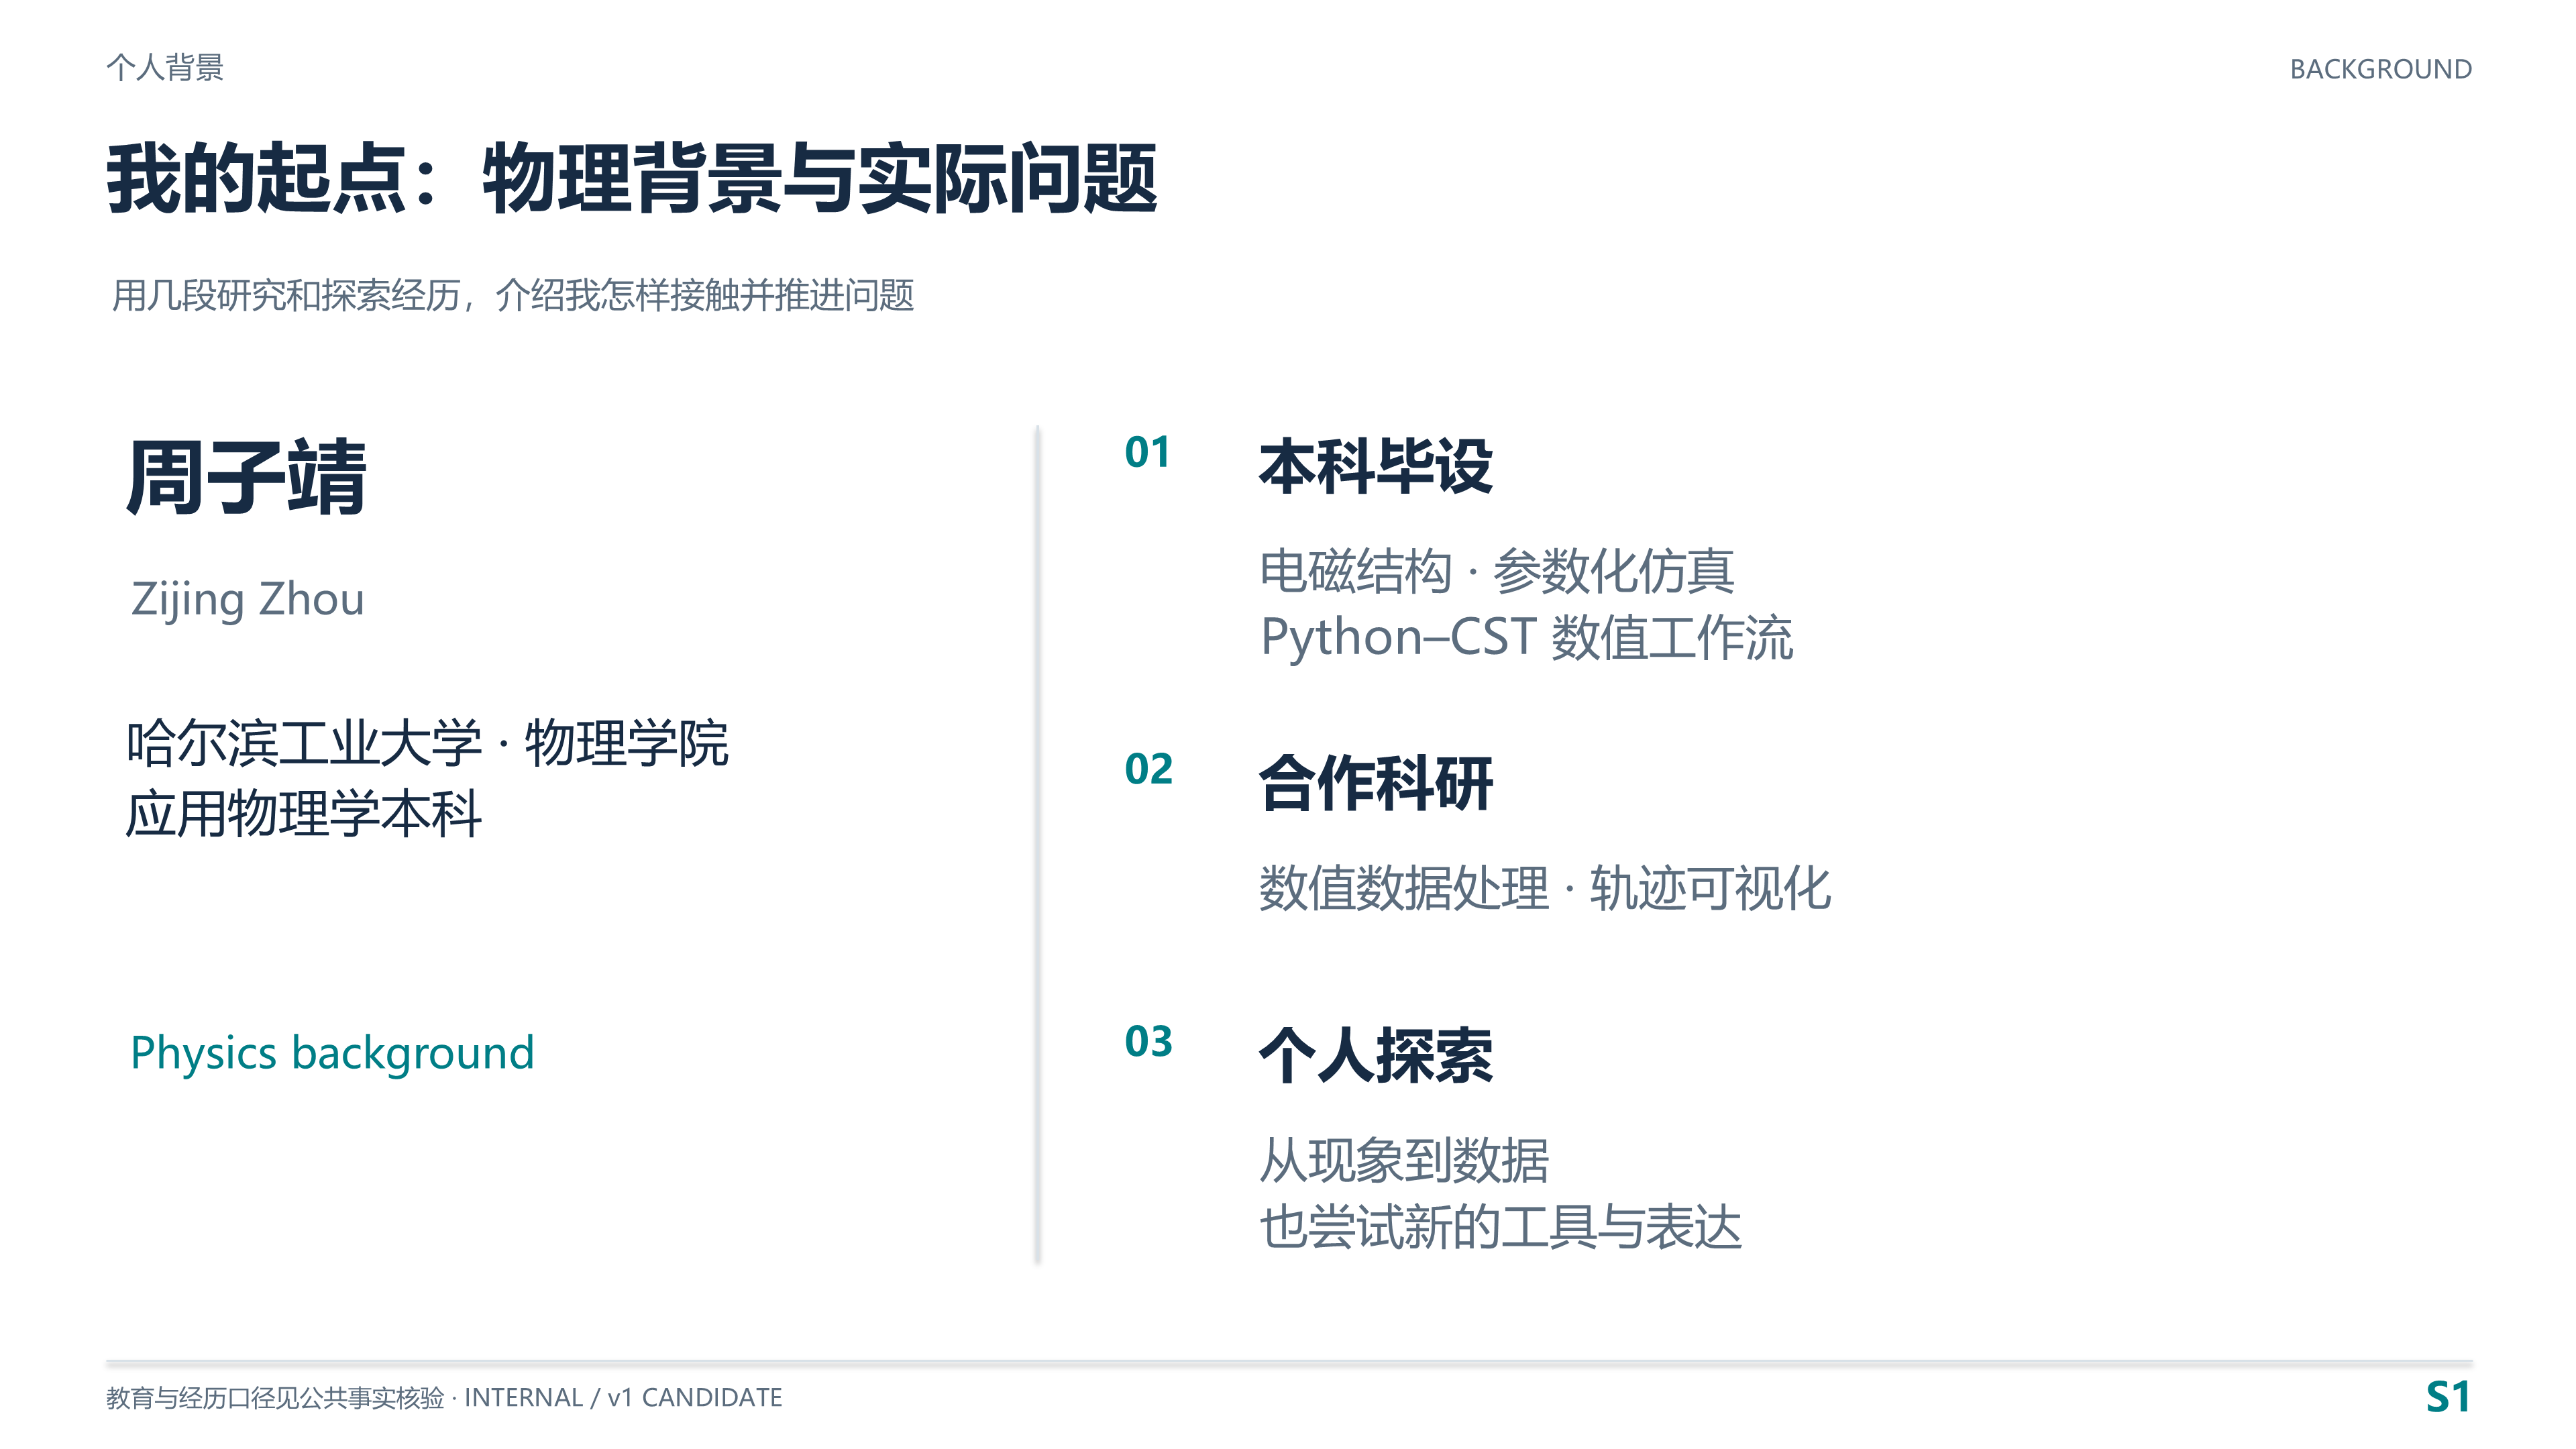 个人背景
BACKGROUND
我的起点：物理背景与实际问题
用几段研究和探索经历，介绍我怎样接触并推进问题
周子靖
Zijing Zhou
哈尔滨工业大学 · 物理学院
应用物理学本科
Physics background
01
本科毕设
电磁结构 · 参数化仿真
Python–CST 数值工作流
02
合作科研
数值数据处理 · 轨迹可视化
03
个人探索
从现象到数据
也尝试新的工具与表达
教育与经历口径见公共事实核验 · INTERNAL / v1 CANDIDATE
S1